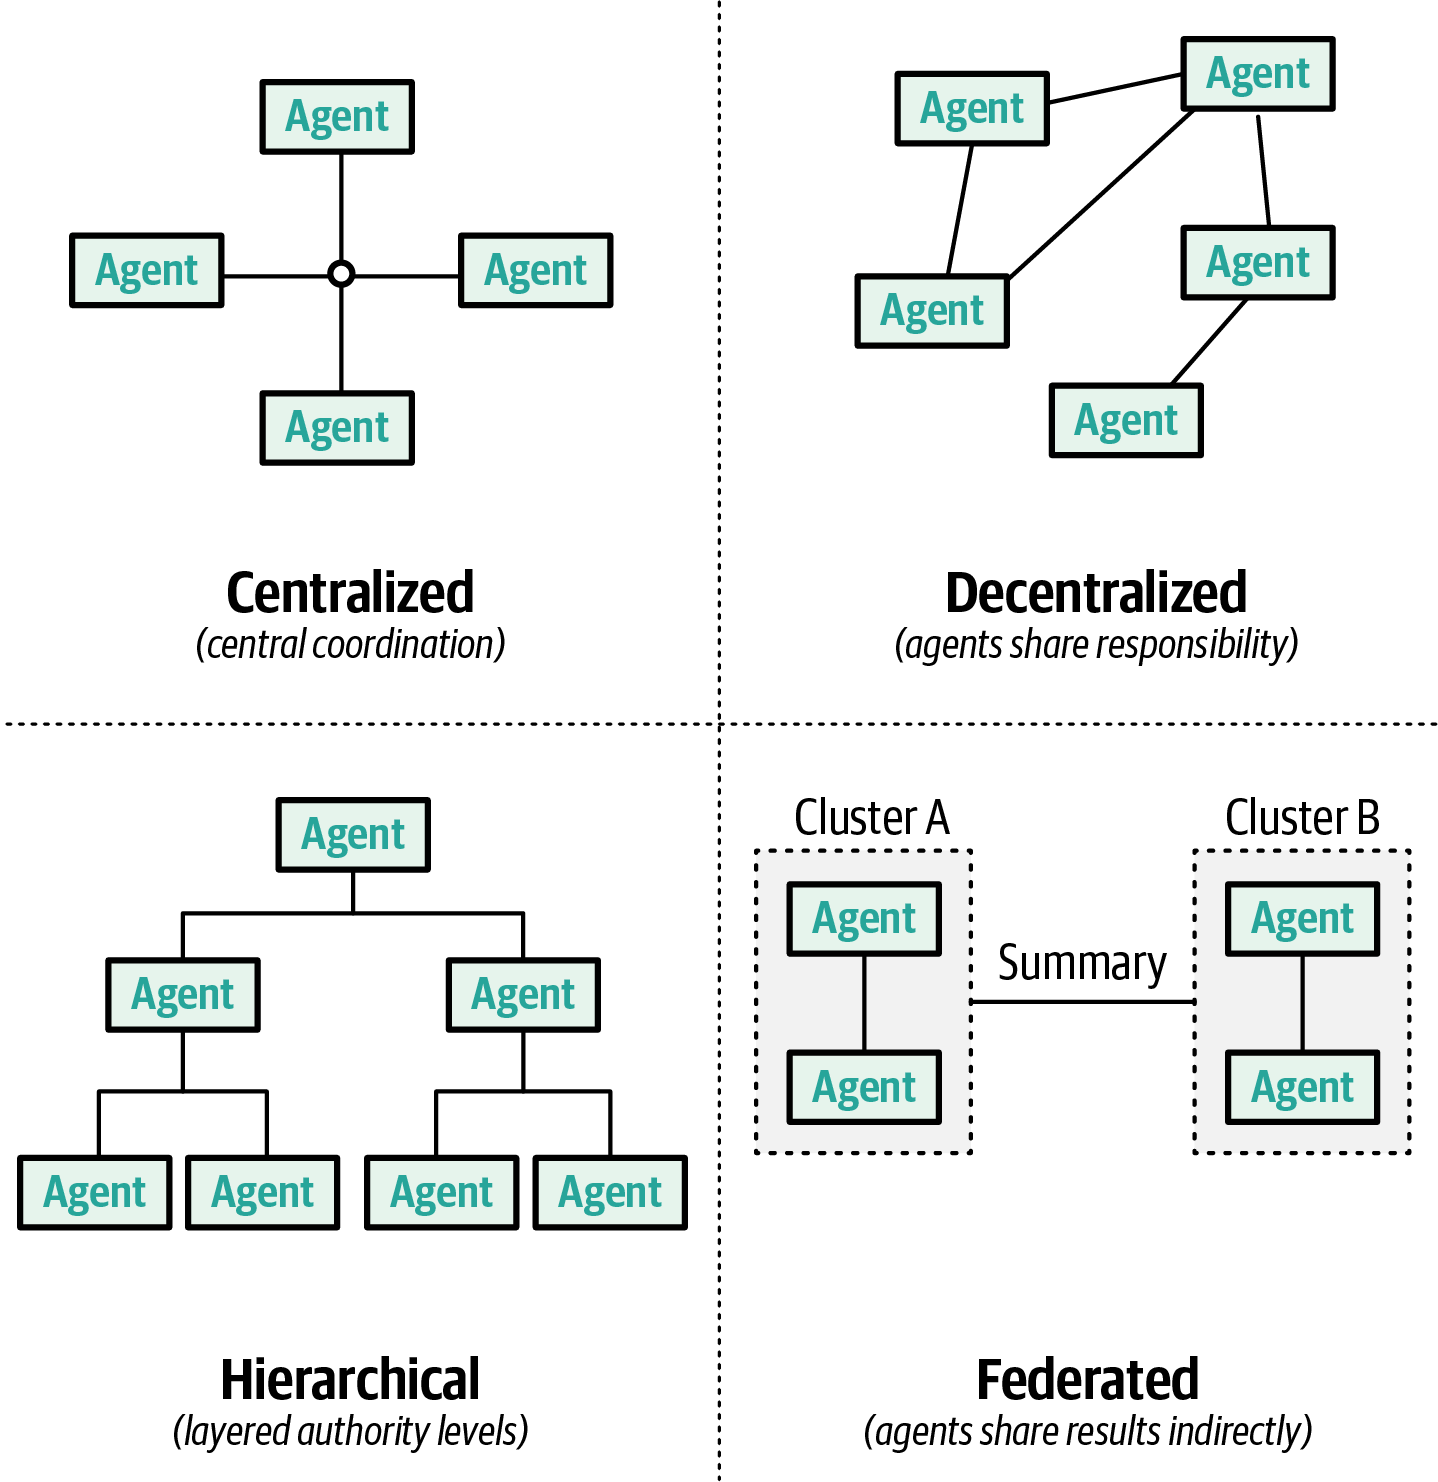 Agent
Agent
Agent
Agent
Centralized
(central coordination)
Agent
Agent
Agent
Agent
Agent
Decentralized
(agents share responsibility)
Agent
Agent
Agent
Agent
Agent
Agent
Agent
Hierarchical
(layered authority levels)
Cluster A
Cluster B
Agent
Agent
Summary
Agent
Agent
Federated
(agents share results indirectly)